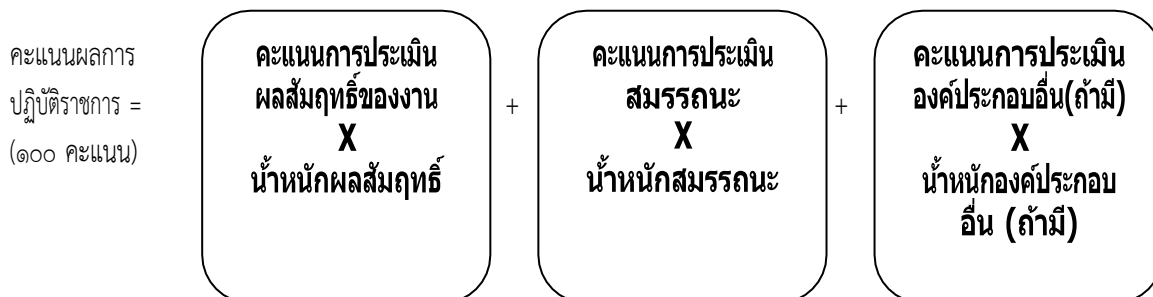 คะแนนผลการ
ปฏิบัติราชการ =
(๑๐๐ คะแนน)
คะแนนการประเมิน
ผลสัมฤทธิ์ของงาน
X
น้ำหนักผลสัมฤทธิ์
+
คะแนนการประเมิน
สมรรถนะ
X
น้ำหนักสมรรถนะ
+
คะแนนการประเมิน
องค์ประกอบอื่น(ถ้ามี)
X
น้ำหนักองค์ประกอบ
อื่น (ถ้ามี)